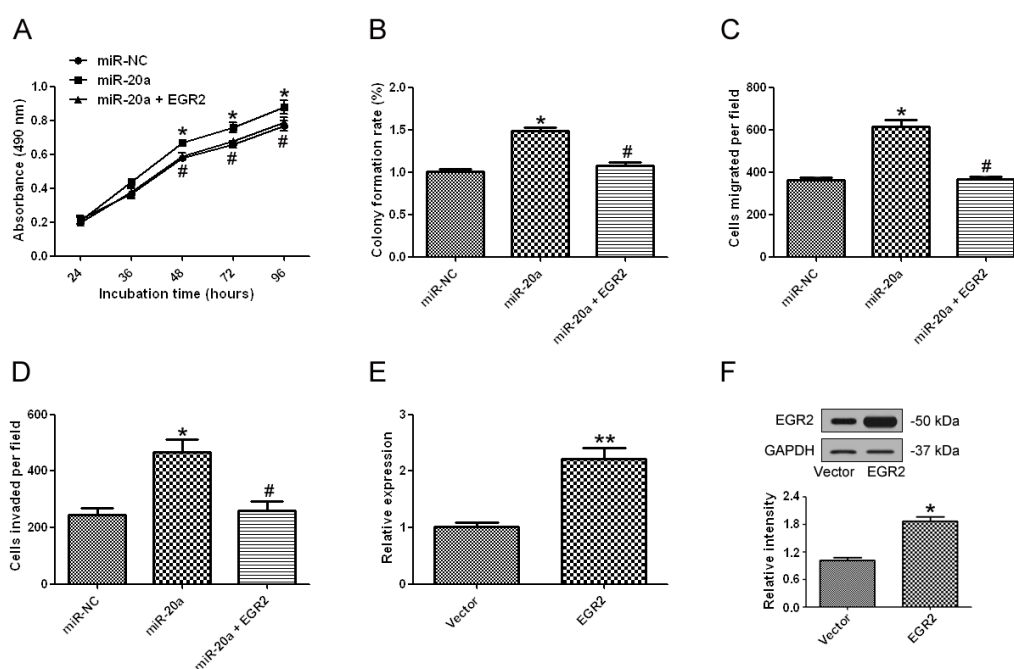 A
miR-NC
miR-20a
miR-20a + EGR2
Absorbance (490 nm)
1.0
0.8
0.6
0.4
0.2
0.0
* * *
# # #
24 36 48 72 96
Incubation time (hours)
B
Colony formation rate (%)
2.0
1.5
1.0
0.5
0.0
*
#
miR-NC
miR-20a
miR-20a + EGR2
C
Cells migrated per field
800
600
400
200
0
*
#
miR-NC
miR-20a
miR-20a + EGR2
D
Cells invaded per field
600
400
200
0
*
#
miR-NC
miR-20a
miR-20a + EGR2
E
Relative expression
3
2
1
0
**
Vector
EGR2
F
EGR2 -50 kDa
GAPDH -37 kDa
Vector EGR2
Relative intensity
2.4
1.8
1.2
0.6
0.0
*
Vector
EGR2